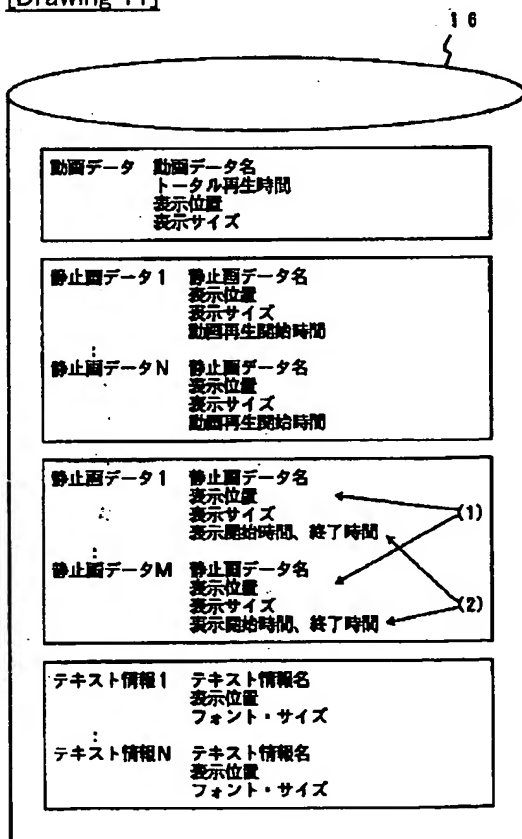 [Drawing 11]
16
動画データ 動画データ名
トータル再生時間
表示位置
表示サイズ
静止画データ1 静止画データ名
表示位置
表示サイズ
動画再生開始時間
静止画データN 静止画データ名
表示位置
表示サイズ
動画再生開始時間
静止画データ1 静止画データ名
表示位置
表示サイズ (1)
表示開始時間、終了時間
静止画データM 静止画データ名
表示位置
表示サイズ (2)
表示開始時間、終了時間
テキスト情報1 テキスト情報名
表示位置
フォント・サイズ
テキスト情報N テキスト情報名
表示位置
フォント・サイズ